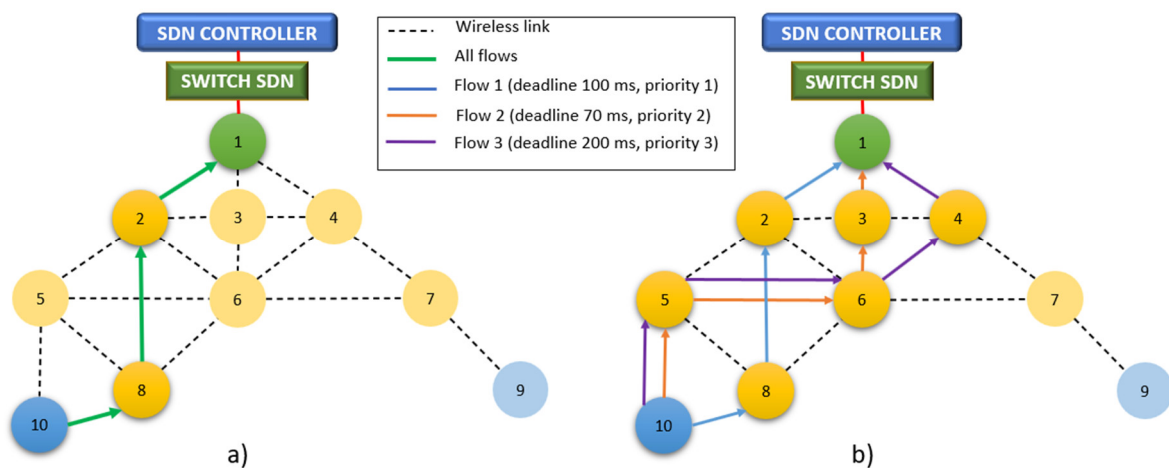 SDN CONTROLLER
SWITCH SDN
1
2
3
4
5
6
7
8
9
10
a)
Wireless link
All flows
Flow 1 (deadline 100 ms, priority 1)
Flow 2 (deadline 70 ms, priority 2)
Flow 3 (deadline 200 ms, priority 3)
SDN CONTROLLER
SWITCH SDN
1
2
3
4
5
6
7
8
9
10
b)